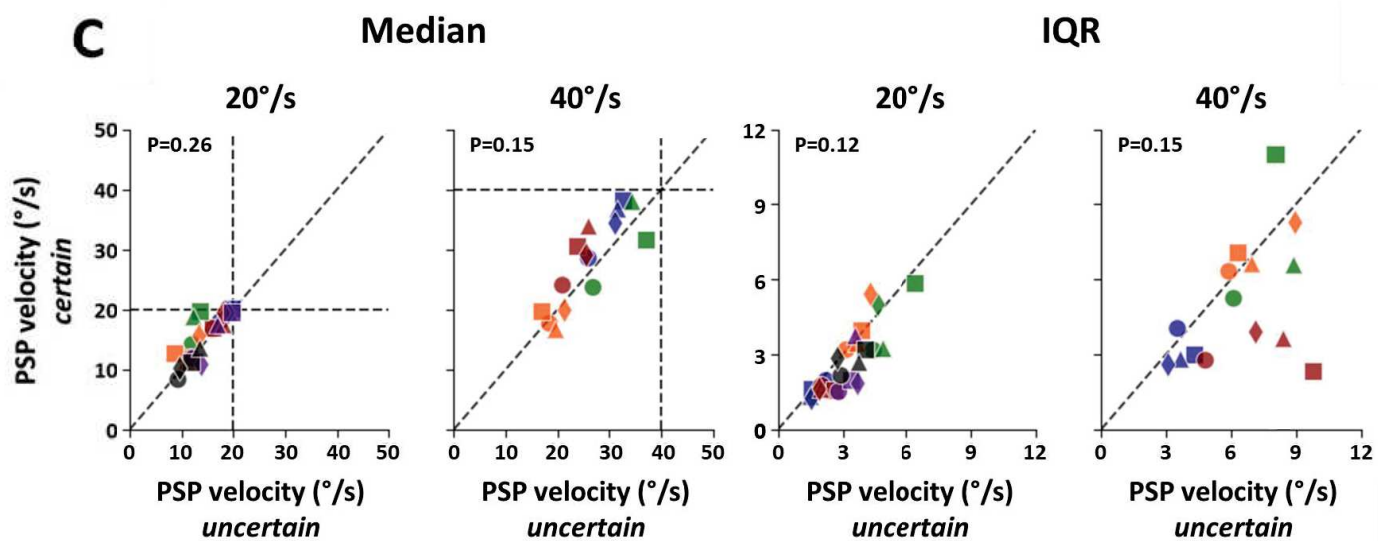 C
Median
IQR
20°/s
40°/s
20°/s
40°/s
PSP velocity (°/s)
certain
50
40
30
20
10
0
P=0.26
0 10 20 30 40 50
PSP velocity (°/s)
uncertain
P=0.15
0 10 20 30 40 50
PSP velocity (°/s)
uncertain
12
9
6
3
0
P=0.12
0 3 6 9 12
PSP velocity (°/s)
uncertain
P=0.15
0 3 6 9 12
PSP velocity (°/s)
uncertain